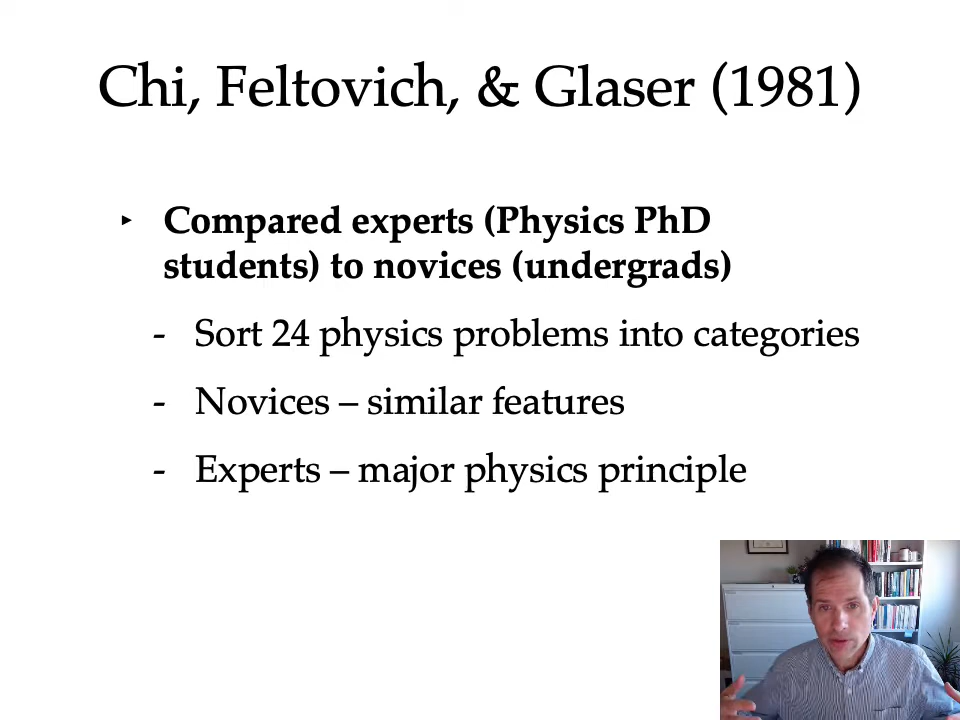 Chi, Feltovich, & Glaser (1981)
‣ Compared experts (Physics PhD
students) to novices (undergrads)
- Sort 24 physics problems into categories
- Novices – similar features
- Experts – major physics principle